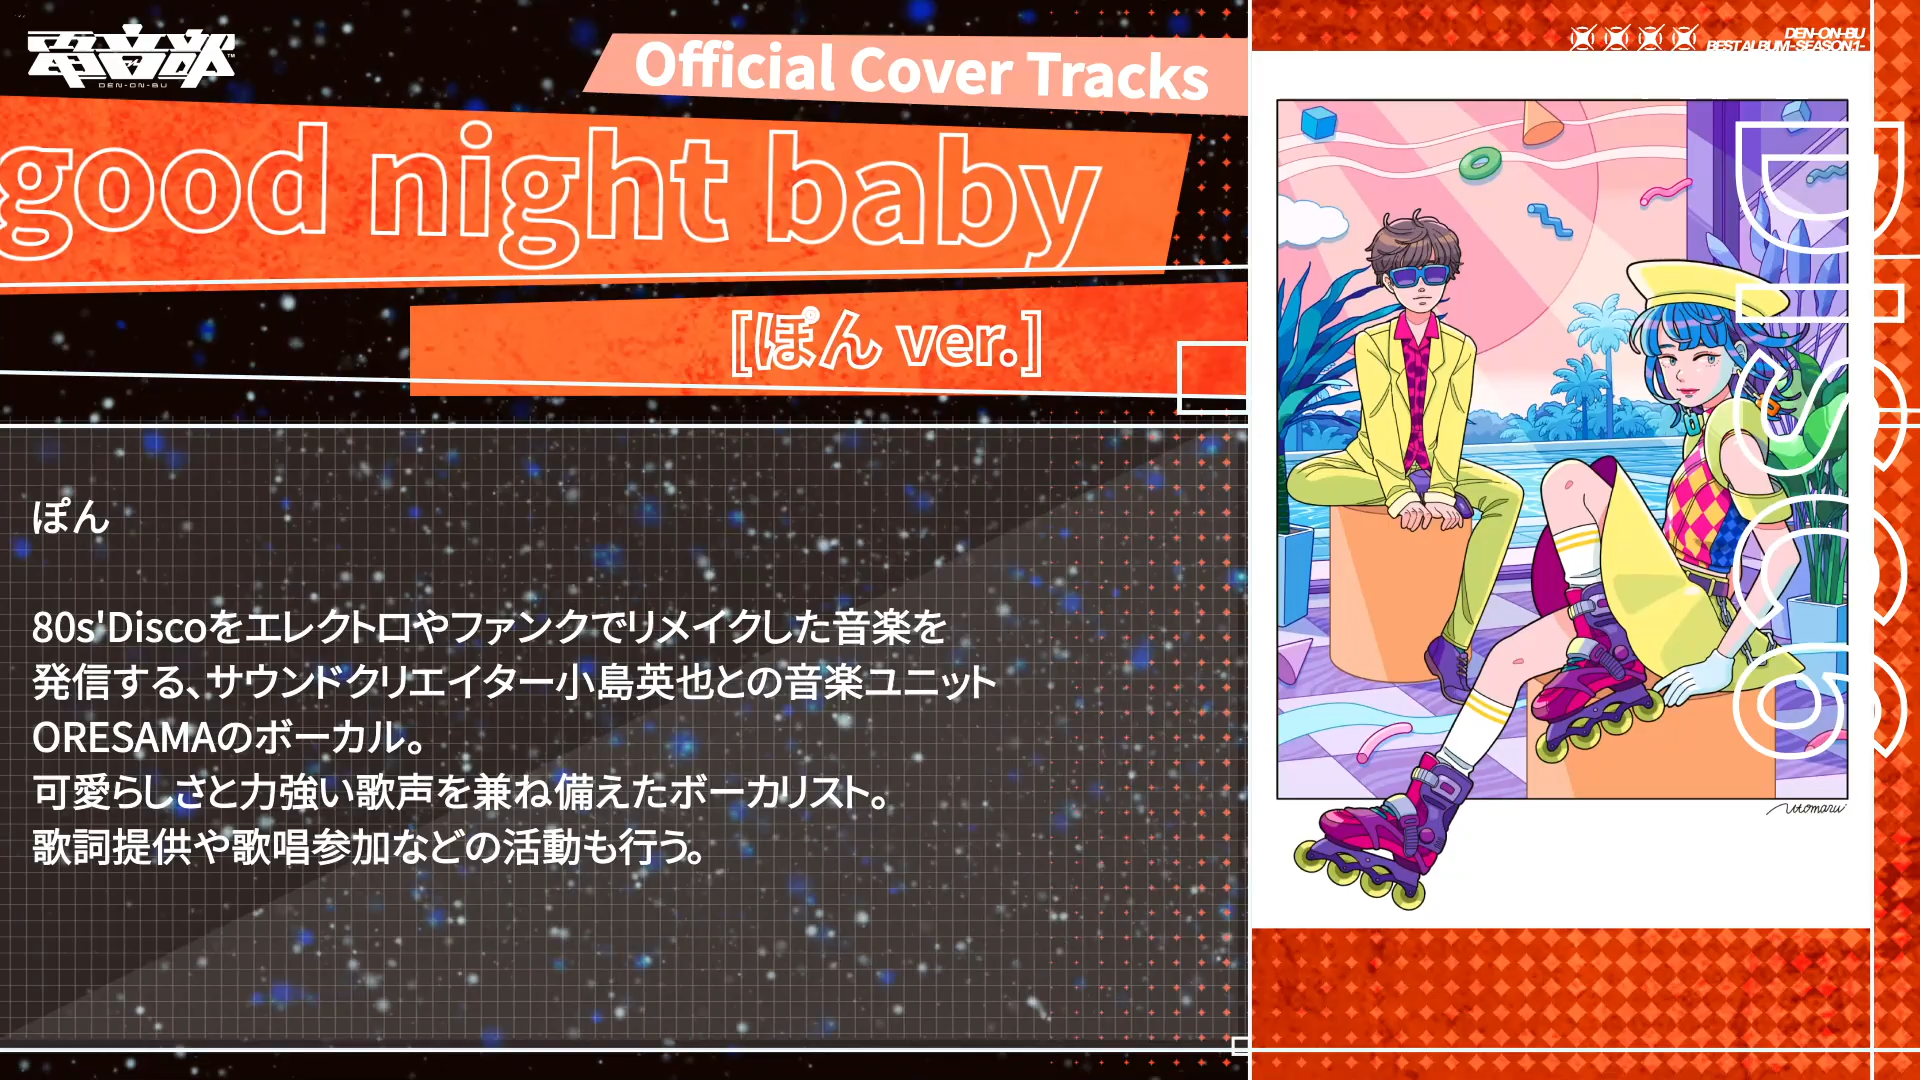 電音部
DEN-ON-BU
Official Cover Tracks
good night baby
[ぽん ver.]
ぽん
80s'Discoをエレクトロやファンクでリメイクした音楽を
発信する、サウンドクリエイター小島英也との音楽ユニット
ORESAMAのボーカル。
可愛らしさと力強い歌声を兼ね備えたボーカリスト。
歌詞提供や歌唱参加などの活動も行う。
DEN-ON-BU
BEST ALBUM -SEASON.1-
DISC
utomaru